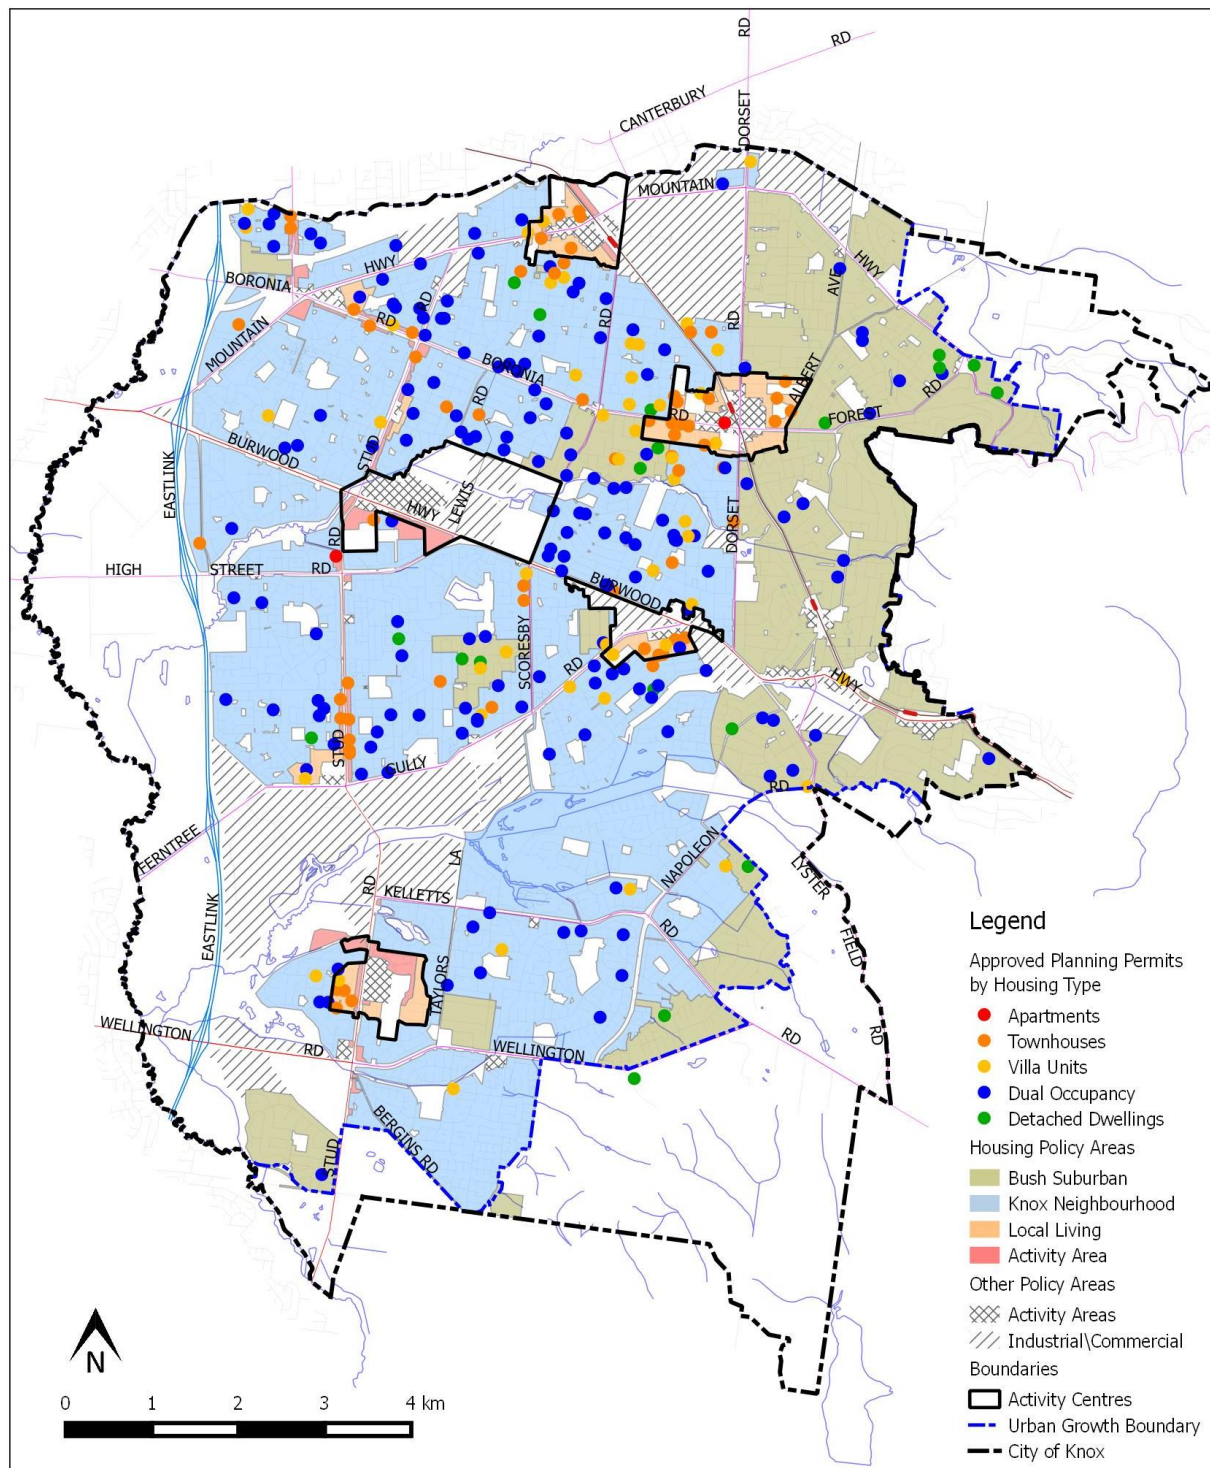 RD
RD
CANTERBURY
DORSET
MOUNTAIN
HWY
HWY
BORONIA
RD
AVE
MOUNTAIN
RD
RD
RD
BORONIA
RD
ALBERT
RD
RD
FOREST
BURWOOD
STUD
EASTLINK
HWY
LEWIS
DORSET
RD
HIGH
STREET
RD
BURWOOD
SCORESBY
RD
HWY
STUD
GULLY
RD
FERNTREE
NAPOLEON
LA
LYSTER
RD
KELLETTS
EASTLINK
RD
FIELD
TAYLORS
WELLINGTON
RD
WELLINGTON
RD
RD
BERGINS RD
STUD
Legend
Approved Planning Permits
by Housing Type
Apartments
Townhouses
Villa Units
Dual Occupancy
Detached Dwellings
Housing Policy Areas
Bush Suburban
Knox Neighbourhood
Local Living
Activity Area
Other Policy Areas
Activity Areas
Industrial\Commercial
Boundaries
Activity Centres
Urban Growth Boundary
City of Knox
N
0 1 2 3 4 km